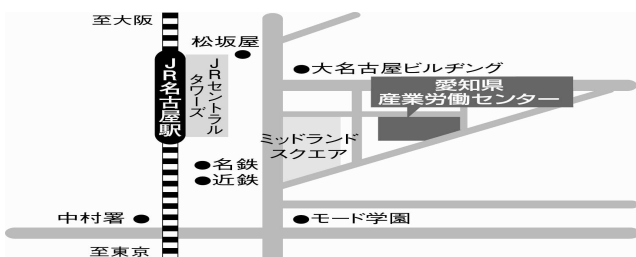 至大阪
松坂屋
大名古屋ビルヂング
JR名古屋駅
JRセントラル
タワーズ
愛知県
産業労働センター
ミッドランド
スクエア
名鉄
近鉄
中村署
モード学園
至東京